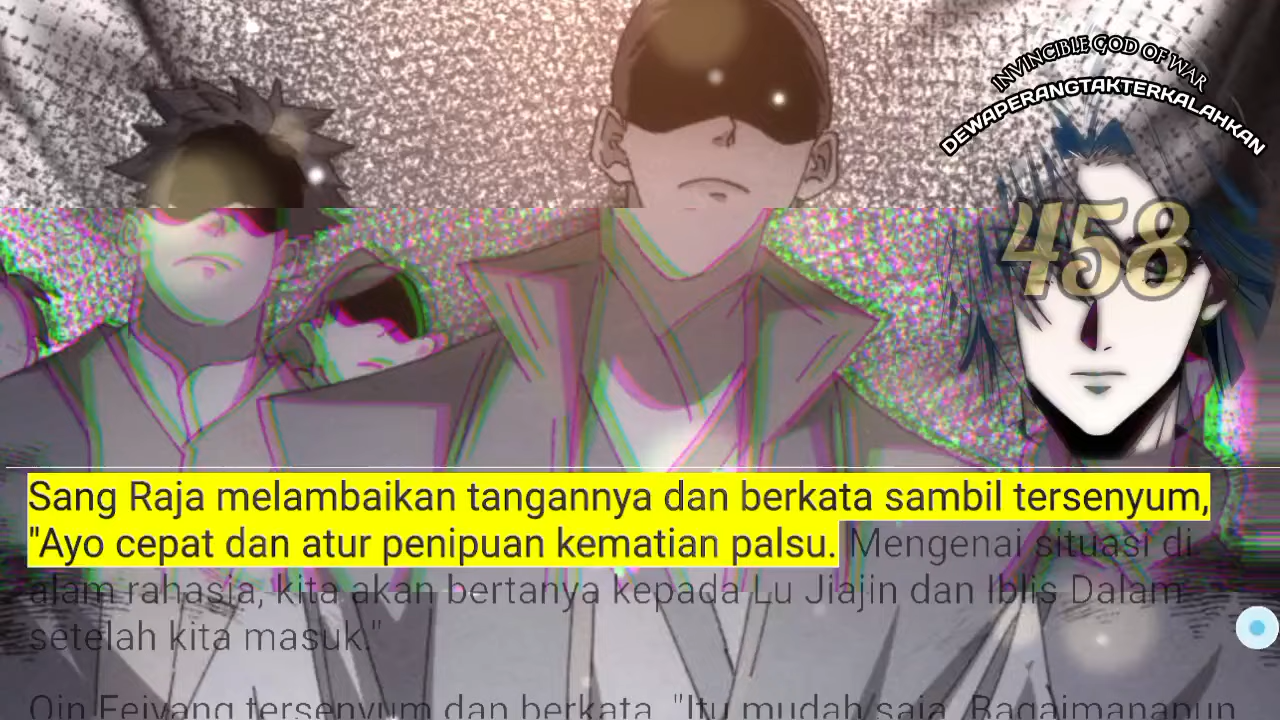 INVINCIBLE GOD OF WAR
DEWAPERANGTAKTERKALAHKAN
458
Sang Raja melambaikan tangannya dan berkata sambil tersenyum,
"Ayo cepat dan atur penipuan kematian palsu. Mengenai situasi di
alam rahasia, kita akan bertanya kepada Lu Jiajin dan Iblis Dalam
setelah kita masuk."
Qin Feiyang tersenyum dan berkata, "Itu mudah saja. Bagaimanapun